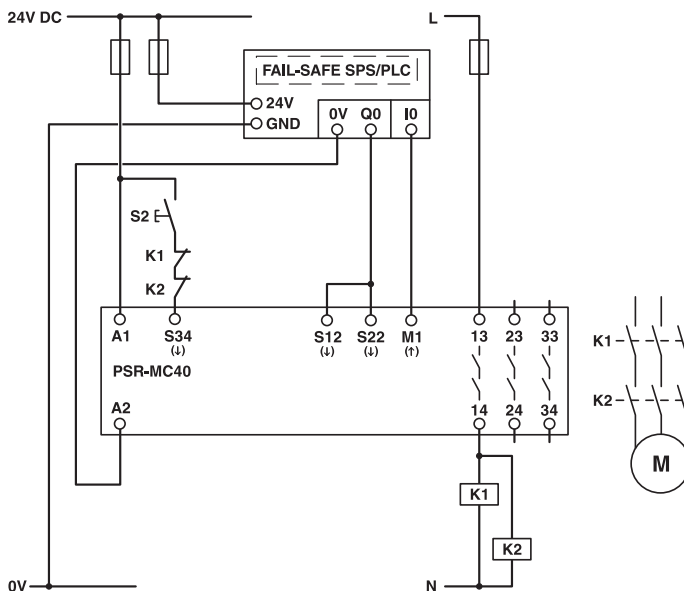 24V DC
L
FAIL-SAFE SPS/PLC
24V
GND
0V Q0 I0
S2
K1
K2
A1 S34 S12 S22 M1 13 23 33
(↓) (↓) (↓) (↑)
PSR-MC40
A2 14 24 34
K1
K2
M
K1
K2
0V
N